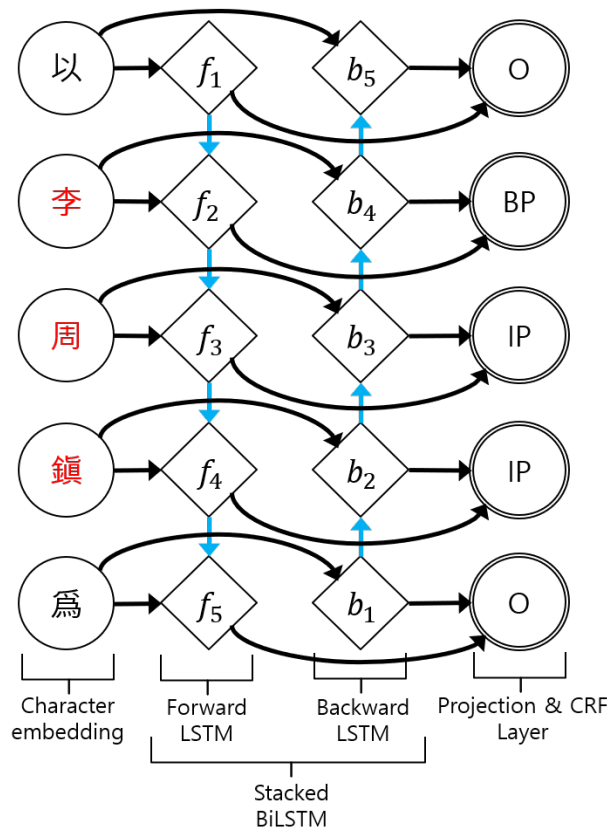 以 f1 b5 O
李 f2 b4 BP
周 f3 b3 IP
鎭 f4 b2 IP
爲 f5 b1 O
Character
embedding
Forward
LSTM
Backward
LSTM
Projection & CRF
Layer
Stacked
BiLSTM